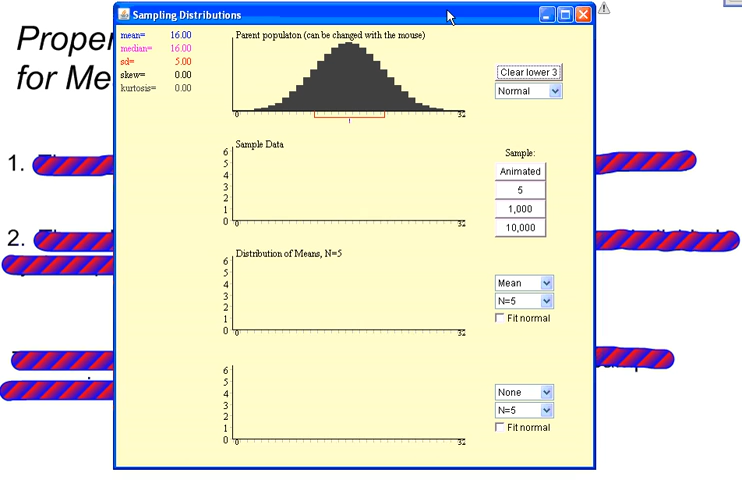 Sampling Distributions
for Me
mean= 16.00
median= 16.00
sd= 5.00
skew= 0.00
kurtosis= 0.00
Parent populaton (can be changed with the mouse)
0 32
Clear lower 3
Normal
1.
Sample Data
6
5
4
3
2
1
0
0 32
Sample:
Animated
5
1,000
10,000
2.
Distribution of Means, N=5
6
5
4
3
2
1
0
0 32
Mean
N=5
Fit normal
6
5
4
3
2
1
0
0 32
None
N=5
Fit normal